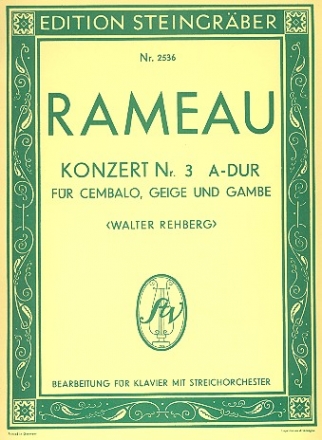 EDITION STEINGRÄBER
Nr. 2536
RAMEAU
KONZERT Nr. 3 A-DUR
FÜR CEMBALO, GEIGE UND GAMBE
<WALTER REHBERG>
StV
BEARBEITUNG FÜR KLAVIER MIT STREICHORCHESTER